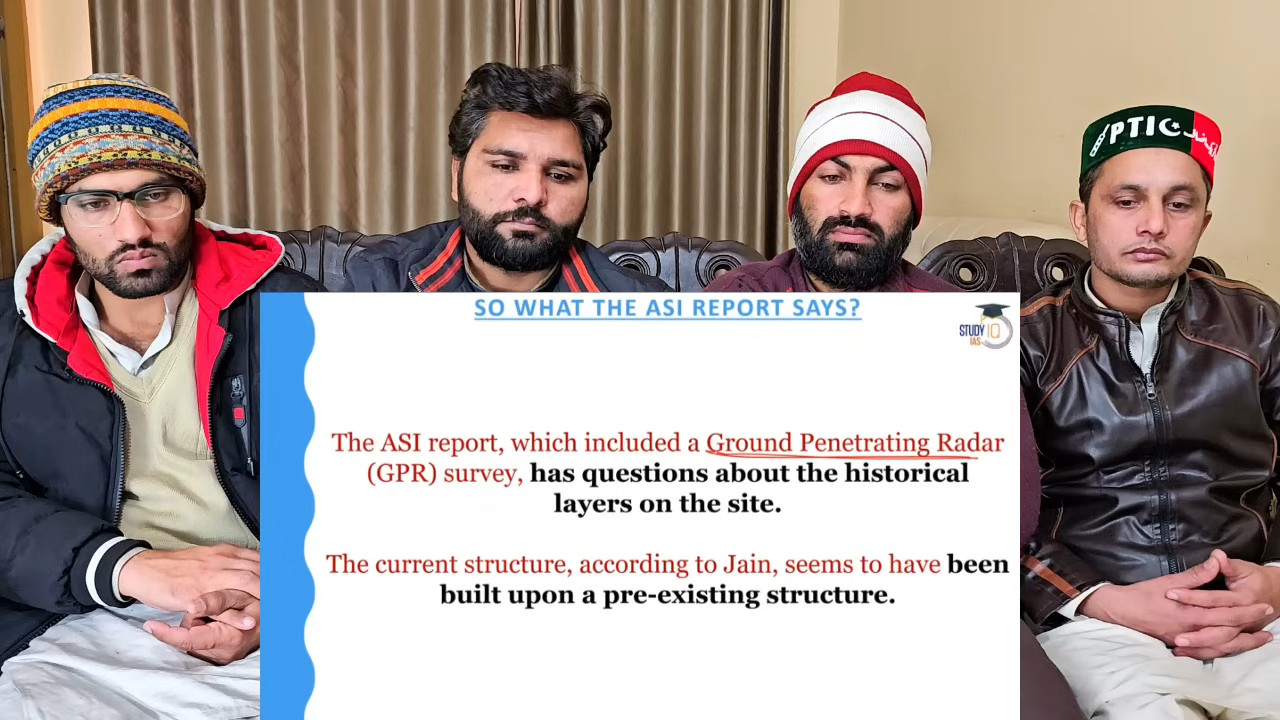 PTI
SO WHAT THE ASI REPORT SAYS?
STUDY IQ
IAS
The ASI report, which included a Ground Penetrating Radar
(GPR) survey, has questions about the historical
layers on the site.
The current structure, according to Jain, seems to have been
built upon a pre-existing structure.